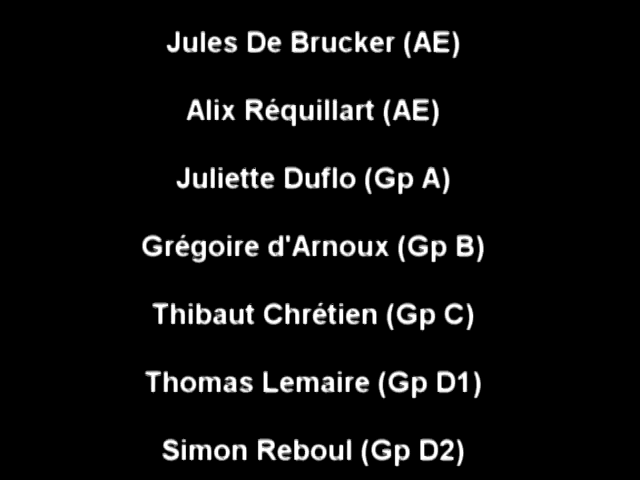 Jules De Brucker (AE)
Alix Réquillart (AE)
Juliette Duflo (Gp A)
Grégoire d'Arnoux (Gp B)
Thibaut Chrétien (Gp C)
Thomas Lemaire (Gp D1)
Simon Reboul (Gp D2)